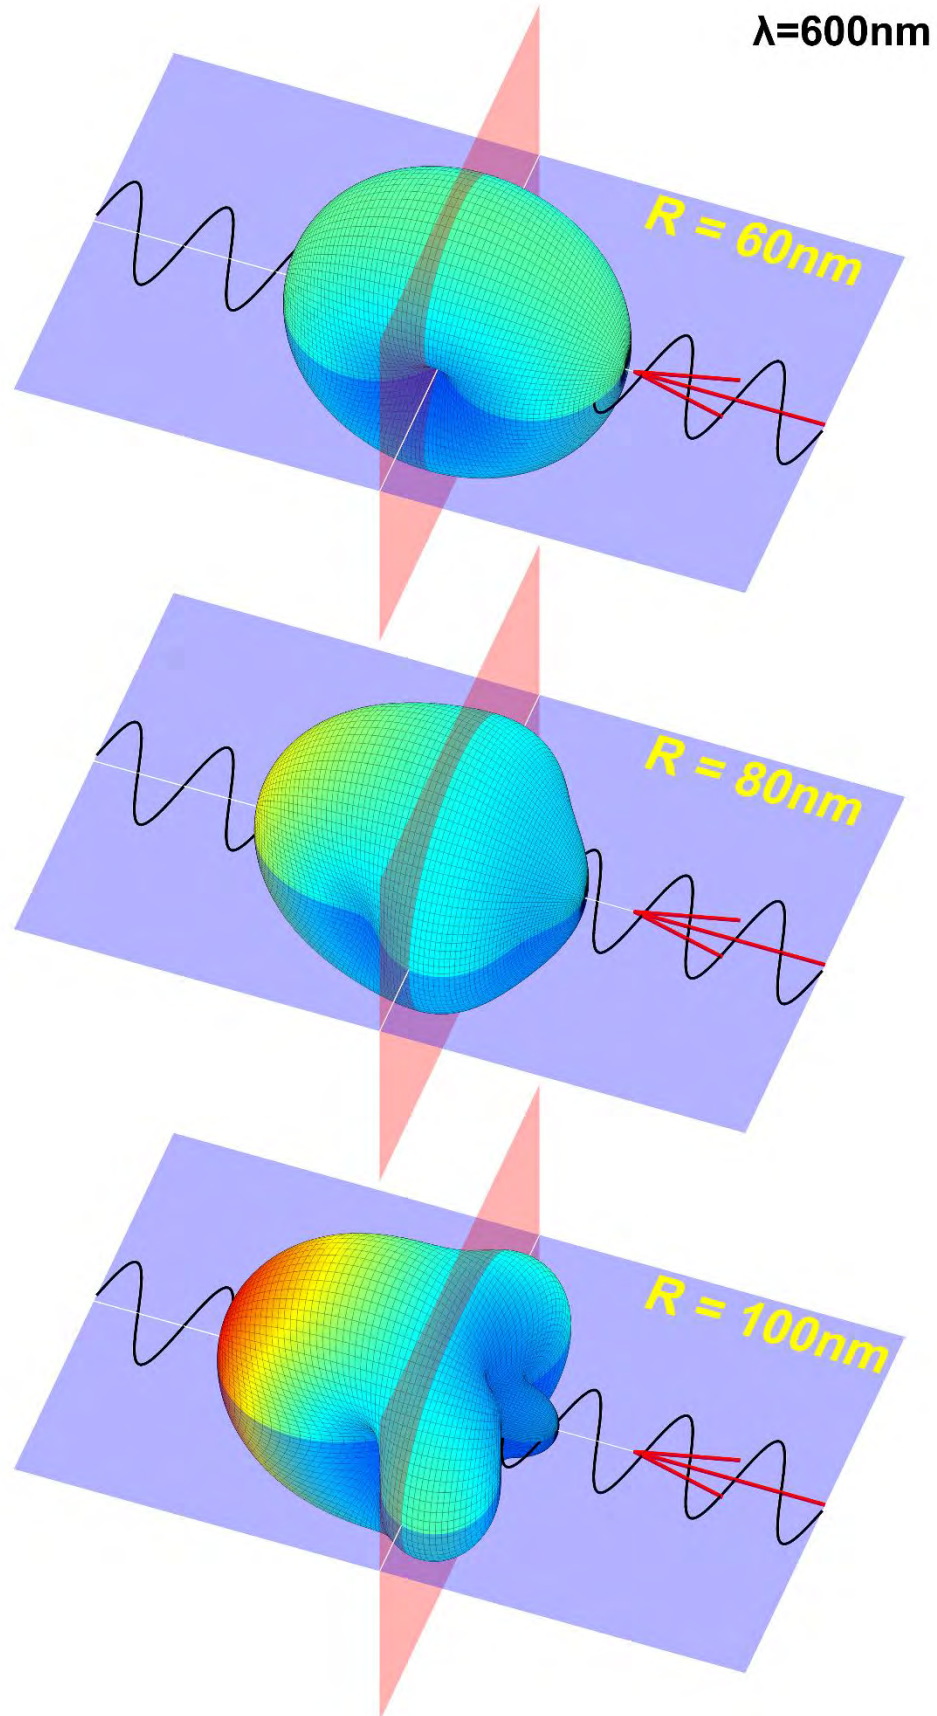 λ=600nm
R = 60nm
R = 80nm
R = 100nm